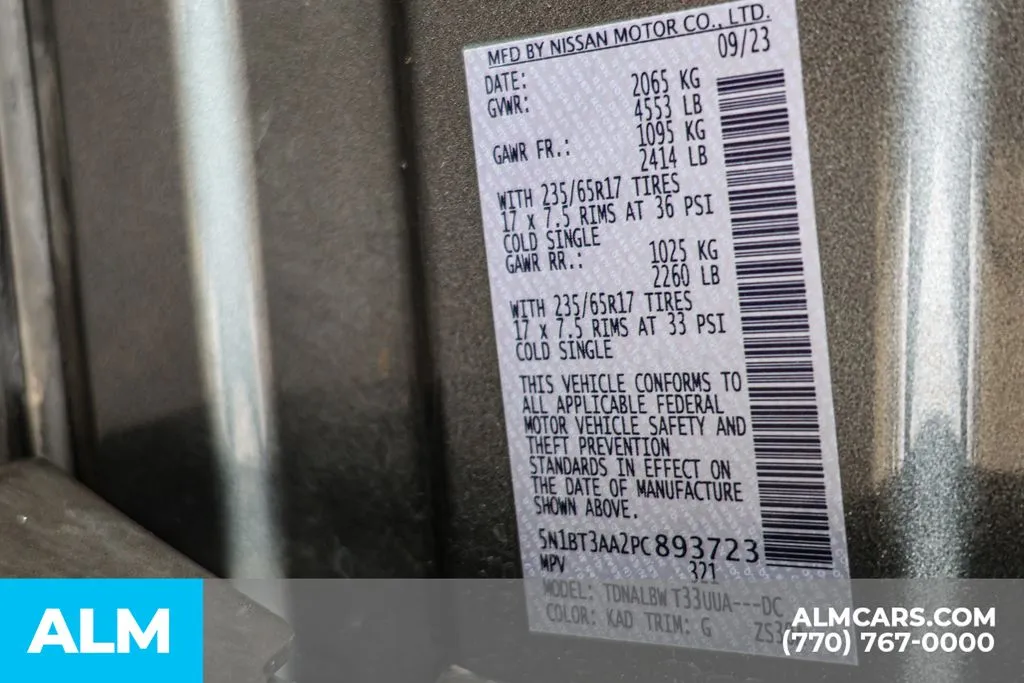 MFD BY NISSAN MOTOR CO., LTD.
DATE: 09/23
GVWR: 2065 KG
4553 LB
GAWR FR.: 1095 KG
2414 LB
WITH 235/65R17 TIRES
17 x 7.5 RIMS AT 36 PSI
COLD SINGLE
GAWR RR.: 1025 KG
2260 LB
WITH 235/65R17 TIRES
17 x 7.5 RIMS AT 33 PSI
COLD SINGLE
THIS VEHICLE CONFORMS TO
ALL APPLICABLE FEDERAL
MOTOR VEHICLE SAFETY AND
THEFT PREVENTION
STANDARDS IN EFFECT ON
THE DATE OF MANUFACTURE
SHOWN ABOVE.
5N1BT3AA2PC893723
MPV 321
MODEL: TDNALBW T33UUA---DC
COLOR: KAD TRIM: G
ALM
ALMCARS.COM
(770) 767-0000